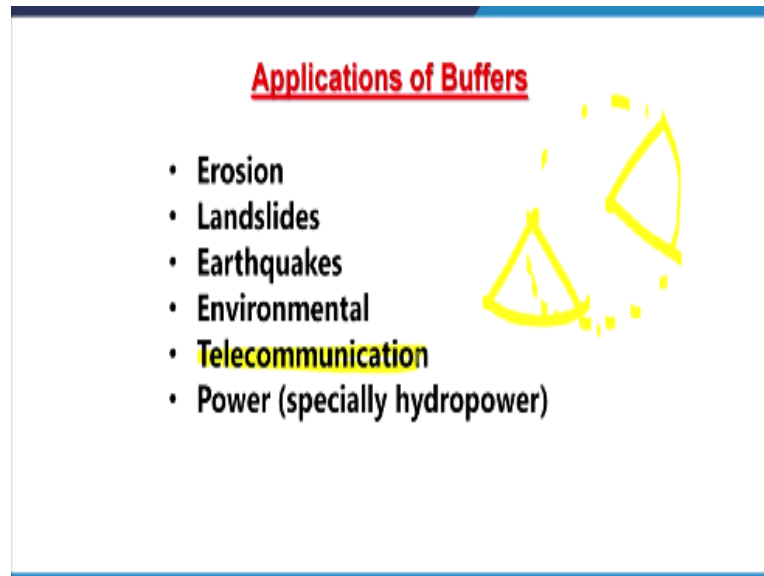 Applications of Buffers
• Erosion
• Landslides
• Earthquakes
• Environmental
• Telecommunication
• Power (specially hydropower)